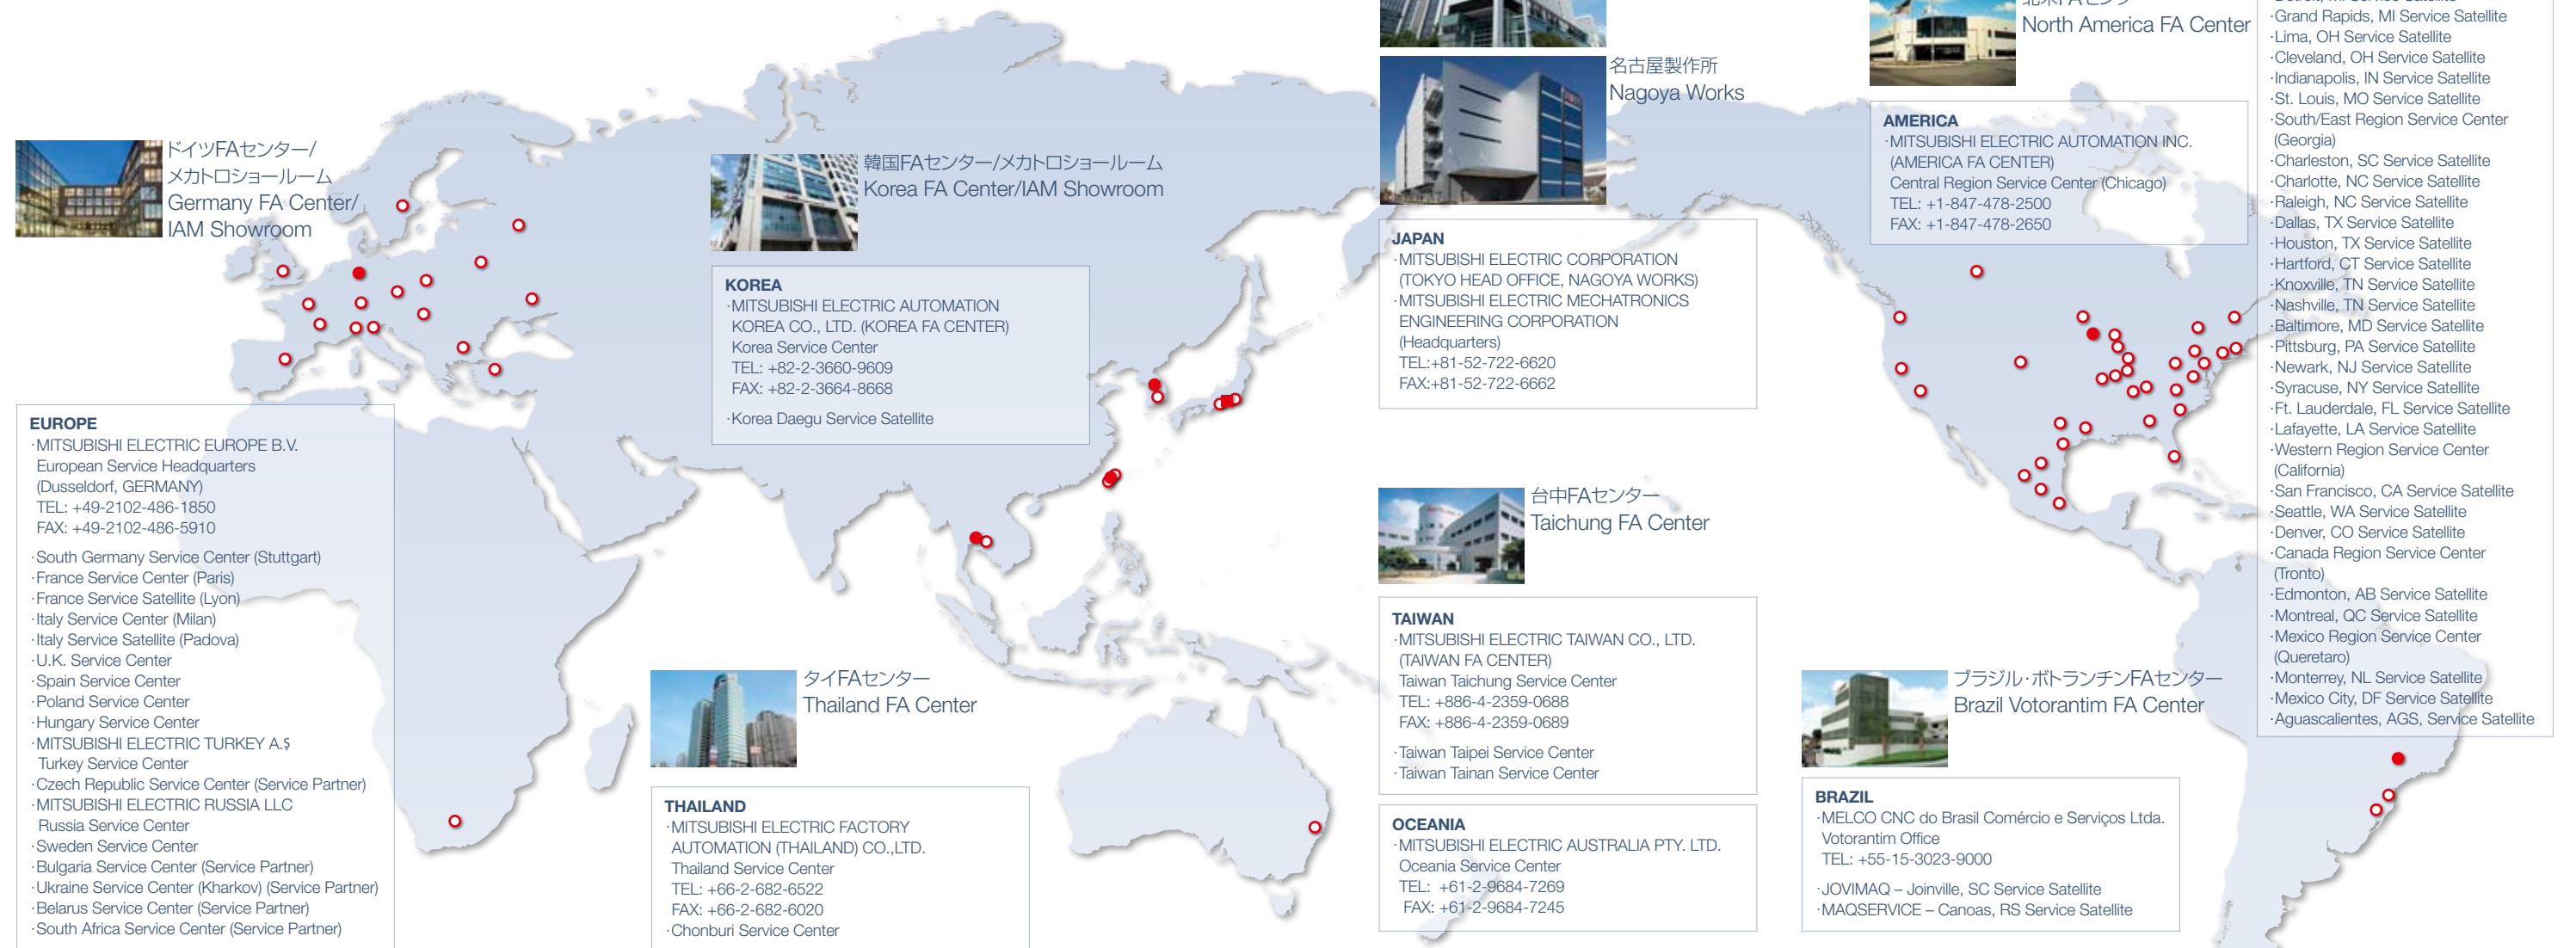 ドイツFAセンター/
メカトロショールーム
Germany FA Center/
IAM Showroom
EUROPE
·MITSUBISHI ELECTRIC EUROPE B.V.
European Service Headquarters
(Dusseldorf, GERMANY)
TEL: +49-2102-486-1850
FAX: +49-2102-486-5910
·South Germany Service Center (Stuttgart)
·France Service Center (Paris)
·France Service Satellite (Lyon)
·Italy Service Center (Milan)
·Italy Service Satellite (Padova)
·U.K. Service Center
·Spain Service Center
·Poland Service Center
·Hungary Service Center
·MITSUBISHI ELECTRIC TURKEY A.Ş
Turkey Service Center
·Czech Republic Service Center (Service Partner)
·MITSUBISHI ELECTRIC RUSSIA LLC
Russia Service Center
·Sweden Service Center
·Bulgaria Service Center (Service Partner)
·Ukraine Service Center (Kharkov) (Service Partner)
·Belarus Service Center (Service Partner)
·South Africa Service Center (Service Partner)
韓国FAセンター/メカトロショールーム
Korea FA Center/IAM Showroom
KOREA
·MITSUBISHI ELECTRIC AUTOMATION
KOREA CO., LTD. (KOREA FA CENTER)
Korea Service Center
TEL: +82-2-3660-9609
FAX: +82-2-3664-8668
·Korea Daegu Service Satellite
タイFAセンター
Thailand FA Center
THAILAND
·MITSUBISHI ELECTRIC FACTORY
AUTOMATION (THAILAND) CO.,LTD.
Thailand Service Center
TEL: +66-2-682-6522
FAX: +66-2-682-6020
·Chonburi Service Center
名古屋製作所
Nagoya Works
JAPAN
·MITSUBISHI ELECTRIC CORPORATION
(TOKYO HEAD OFFICE, NAGOYA WORKS)
·MITSUBISHI ELECTRIC MECHATRONICS
ENGINEERING CORPORATION
(Headquarters)
TEL:+81-52-722-6620
FAX:+81-52-722-6662
台中FAセンター
Taichung FA Center
TAIWAN
·MITSUBISHI ELECTRIC TAIWAN CO., LTD.
(TAIWAN FA CENTER)
Taiwan Taichung Service Center
TEL: +886-4-2359-0688
FAX: +886-4-2359-0689
·Taiwan Taipei Service Center
·Taiwan Tainan Service Center
OCEANIA
·MITSUBISHI ELECTRIC AUSTRALIA PTY. LTD.
Oceania Service Center
TEL: +61-2-9684-7269
FAX: +61-2-9684-7245
北米FAセンター
North America FA Center
AMERICA
·MITSUBISHI ELECTRIC AUTOMATION INC.
(AMERICA FA CENTER)
Central Region Service Center (Chicago)
TEL: +1-847-478-2500
FAX: +1-847-478-2650
ブラジル・ボトランチンFAセンター
Brazil Votorantim FA Center
BRAZIL
·MELCO CNC do Brasil Comércio e Serviços Ltda.
Votorantim Office
TEL: +55-15-3023-9000
·JOVIMAQ – Joinville, SC Service Satellite
·MAQSERVICE – Canoas, RS Service Satellite
·Detroit, MI Service Satellite
·Grand Rapids, MI Service Satellite
·Lima, OH Service Satellite
·Cleveland, OH Service Satellite
·Indianapolis, IN Service Satellite
·St. Louis, MO Service Satellite
·South/East Region Service Center
(Georgia)
·Charleston, SC Service Satellite
·Charlotte, NC Service Satellite
·Raleigh, NC Service Satellite
·Dallas, TX Service Satellite
·Houston, TX Service Satellite
·Hartford, CT Service Satellite
·Knoxville, TN Service Satellite
·Nashville, TN Service Satellite
·Baltimore, MD Service Satellite
·Pittsburg, PA Service Satellite
·Newark, NJ Service Satellite
·Syracuse, NY Service Satellite
·Ft. Lauderdale, FL Service Satellite
·Lafayette, LA Service Satellite
·Western Region Service Center
(California)
·San Francisco, CA Service Satellite
·Seattle, WA Service Satellite
·Denver, CO Service Satellite
·Canada Region Service Center
(Tronto)
·Edmonton, AB Service Satellite
·Montreal, QC Service Satellite
·Mexico Region Service Center
(Queretaro)
·Monterrey, NL Service Satellite
·Mexico City, DF Service Satellite
·Aguascalientes, AGS, Service Satellite